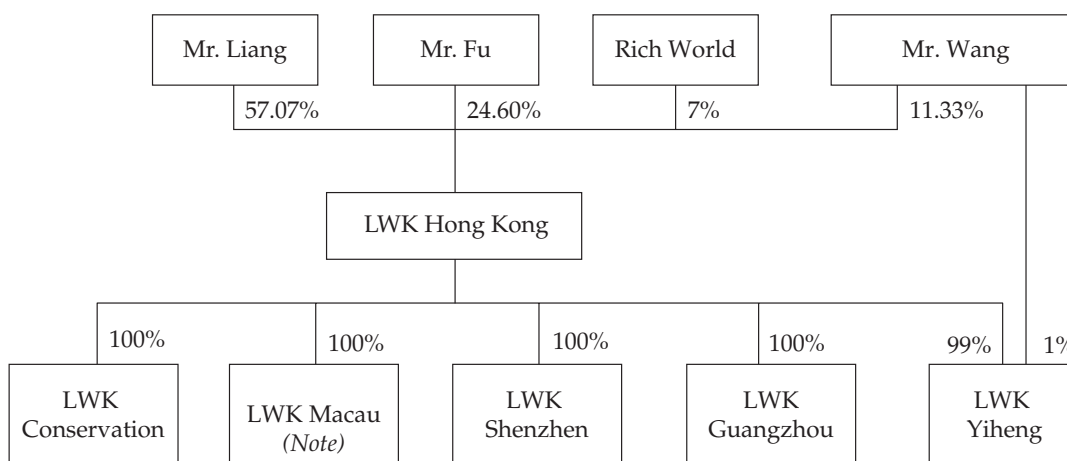 Mr. Liang
Mr. Fu
Rich World
Mr. Wang
57.07%
24.60%
7%
11.33%
LWK Hong Kong
100%
100%
100%
100%
99%
1%
LWK
Conservation
LWK Macau
(Note)
LWK
Shenzhen
LWK
Guangzhou
LWK
Yiheng